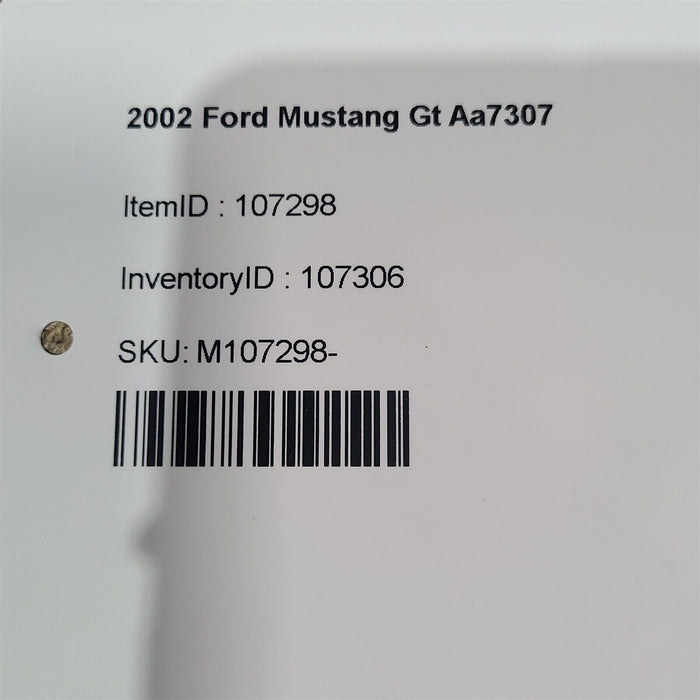 2002 Ford Mustang Gt Aa7307
ItemID : 107298
InventoryID : 107306
SKU: M107298-